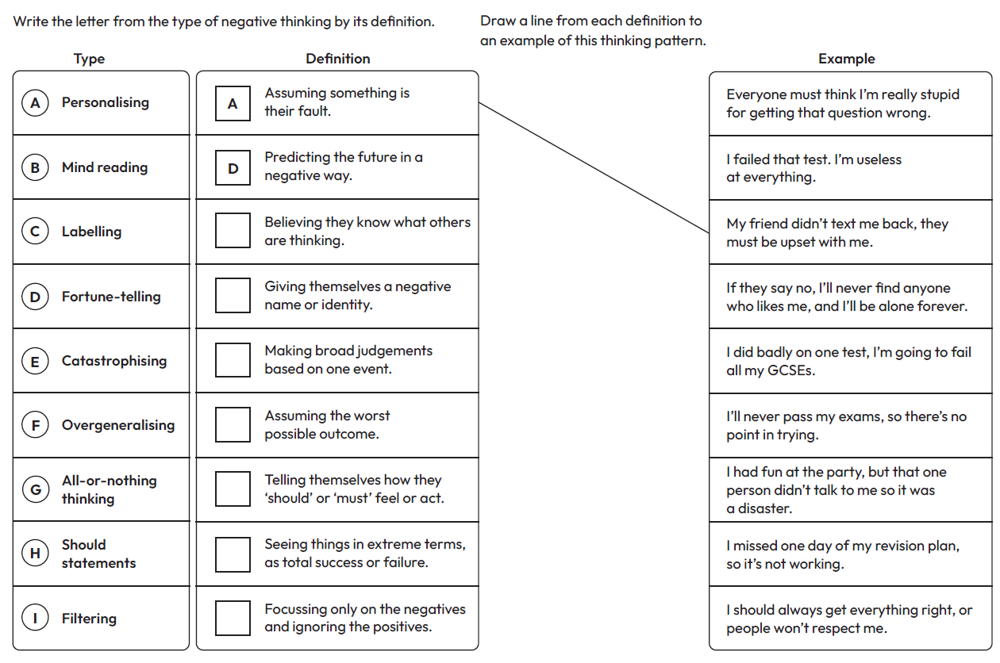 Write the letter from the type of negative thinking by its definition.
Draw a line from each definition to
an example of this thinking pattern.
Type
Definition
Example
A
Personalising
A
Assuming something is
their fault.
Everyone must think I’m really stupid
for getting that question wrong.
B
Mind reading
D
Predicting the future in a
negative way.
I failed that test. I’m useless
at everything.
C
Labelling
Believing they know what others
are thinking.
My friend didn’t text me back, they
must be upset with me.
D
Fortune-telling
Giving themselves a negative
name or identity.
If they say no, I’ll never find anyone
who likes me, and I’ll be alone forever.
E
Catastrophising
Making broad judgements
based on one event.
I did badly on one test, I’m going to fail
all my GCSEs.
F
Overgeneralising
Assuming the worst
possible outcome.
I’ll never pass my exams, so there’s no
point in trying.
G
All-or-nothing
thinking
Telling themselves how they
‘should’ or ‘must’ feel or act.
I had fun at the party, but that one
person didn’t talk to me so it was
a disaster.
H
Should
statements
Seeing things in extreme terms,
as total success or failure.
I missed one day of my revision plan,
so it’s not working.
I
Filtering
Focussing only on the negatives
and ignoring the positives.
I should always get everything right, or
people won’t respect me.